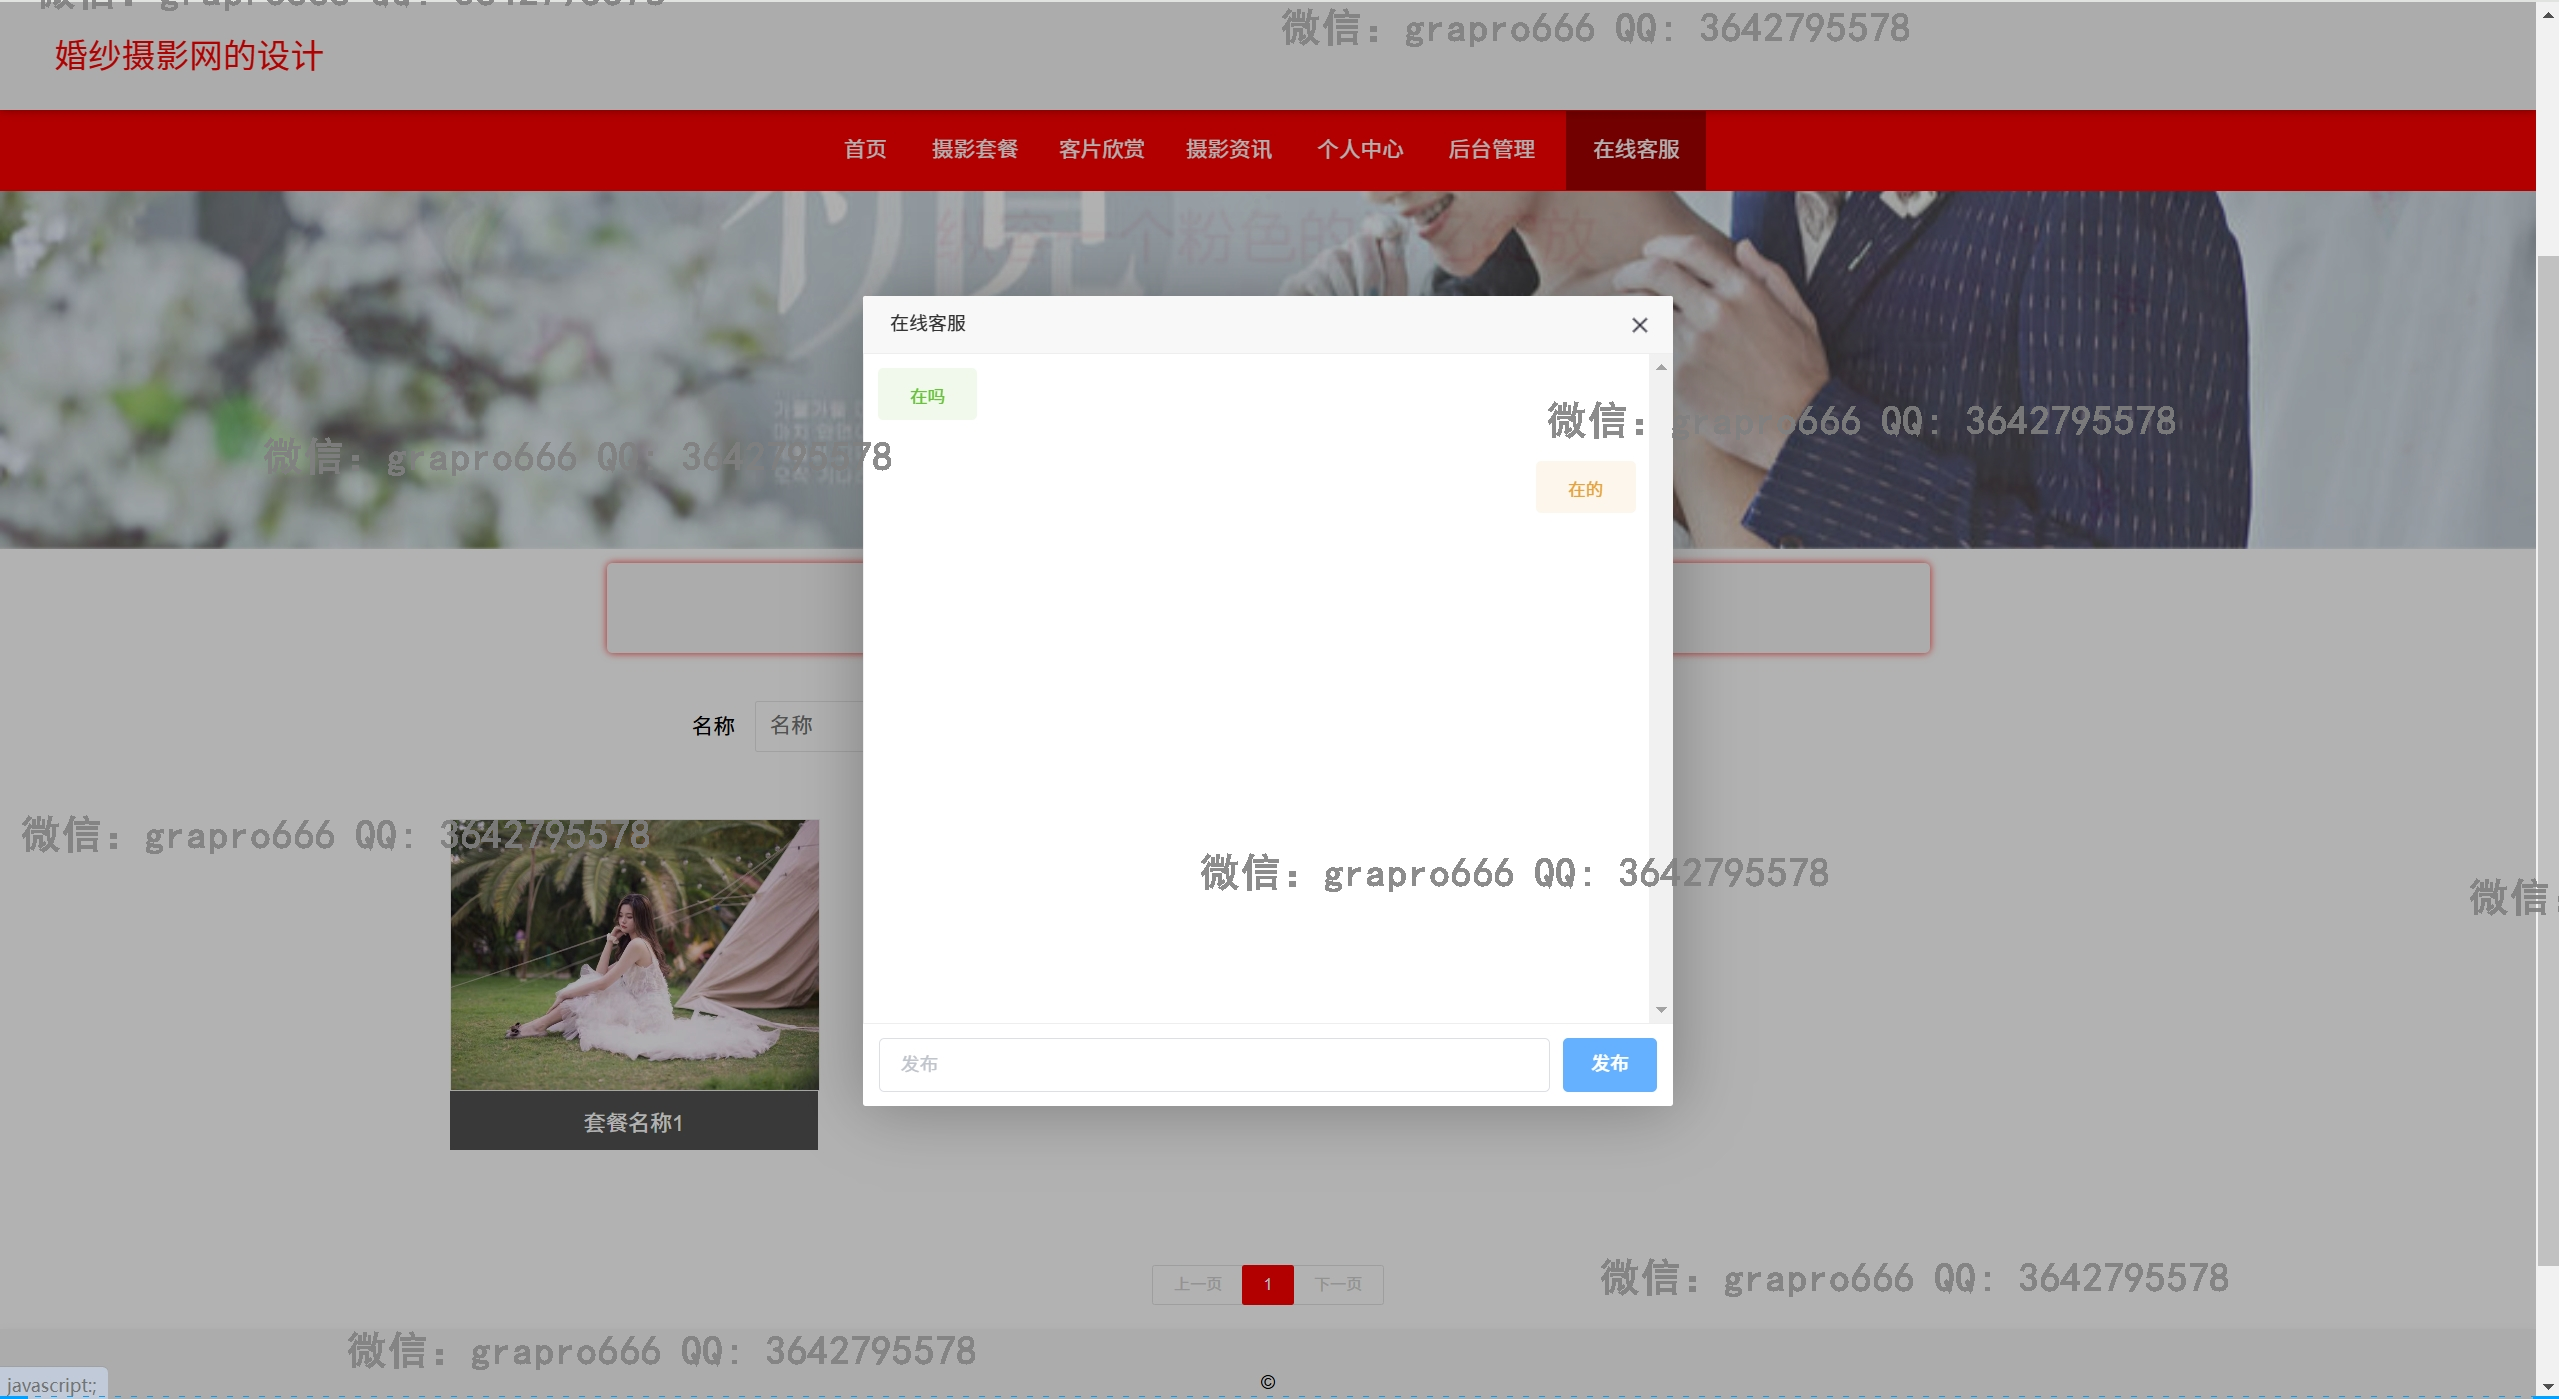 微信: grapro666 QQ: 3642795578
微信: grapro666 QQ: 3642795578
婚纱摄影网的设计
首页 摄影套餐 客片欣赏 摄影资讯 个人中心 后台管理 在线客服
在线客服
在吗
微信: grapro666 QQ: 3642795578
微信: grapro666 QQ: 3642795578
在的
名称 名称
微信: grapro666 QQ: 3642795578
微信: grapro666 QQ: 3642795578
微信:
发布 发布
套餐名称1
上一页 1 下一页
微信: grapro666 QQ: 3642795578
微信: grapro666 QQ: 3642795578
javascript:;
©